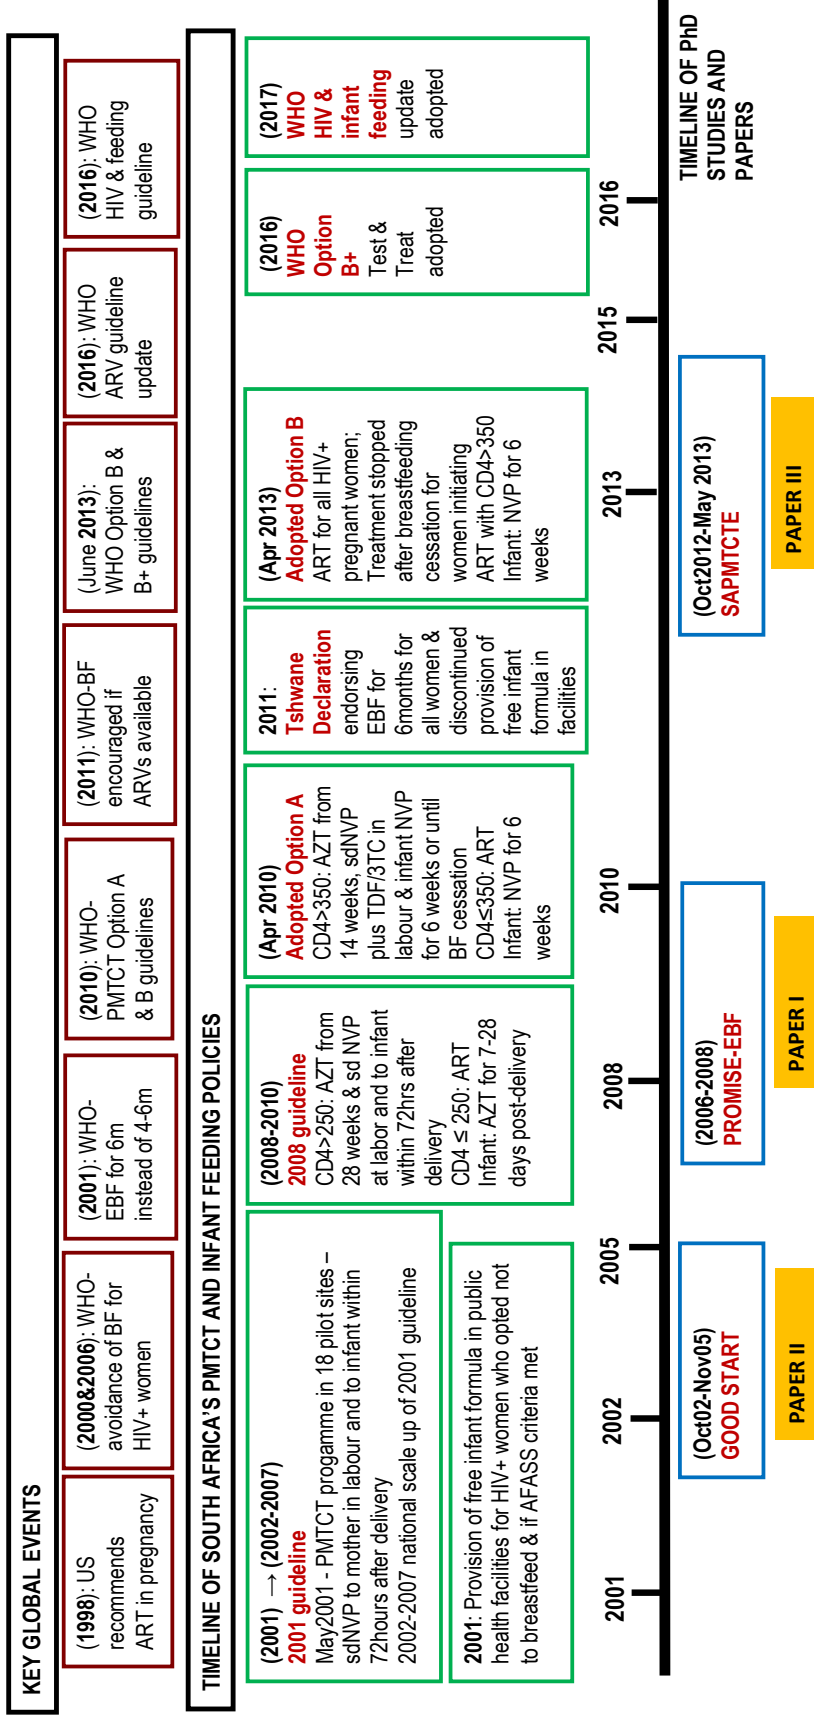 KEY GLOBAL EVENTS
(1998): US
recommends
ART in pregnancy
(2000&2006): WHO-
avoidance of BF for
HIV+ women
(2001): WHO-
EBF for 6m
instead of 4-6m
(2010): WHO-
PMTCT Option A
& B guidelines
(2011): WHO-BF
encouraged if
ARVs available
(June 2013):
WHO Option B &
B+ guidelines
(2016): WHO
ARV guideline
update
(2016): WHO
HIV & feeding
guideline
TIMELINE OF SOUTH AFRICA'S PMTCT AND INFANT FEEDING POLICIES
(2001) → (2002-2007)
2001 guideline
May2001 - PMTCT progamme in 18 pilot sites –
sdNVP to mother in labour and to infant within
72hours after delivery
2002-2007 national scale up of 2001 guideline
2001: Provision of free infant formula in public
health facilities for HIV+ women who opted not
to breastfeed & if AFASS criteria met
(2008-2010)
2008 guideline
CD4>250: AZT from
28 weeks & sd NVP
at labor and to infant
within 72hrs after
delivery
CD4 ≤ 250: ART
Infant: AZT for 7-28
days post-delivery
(Apr 2010)
Adopted Option A
CD4>350: AZT from
14 weeks, sdNVP
plus TDF/3TC in
labour & infant NVP
for 6 weeks or until
BF cessation
CD4≤350: ART
Infant: NVP for 6
weeks
2011:
Tshwane
Declaration
endorsing
EBF for
6months for
all women &
discontinued
provision of
free infant
formula in
facilities
(Apr 2013)
Adopted Option B
ART for all HIV+
pregnant women;
Treatment stopped
after breastfeeding
cessation for
women initiating
ART with CD4>350
Infant: NVP for 6
weeks
(2016)
WHO
Option
B+
Test &
Treat
adopted
(2017)
WHO
HIV &
infant
feeding
update
adopted
2001
2002
2005
2008
2010
2013
2015
2016
(Oct02-Nov05)
GOOD START
(2006-2008)
PROMISE-EBF
(Oct2012-May 2013)
SAPMTCTE
TIMELINE OF PhD
STUDIES AND
PAPERS
PAPER II
PAPER I
PAPER III